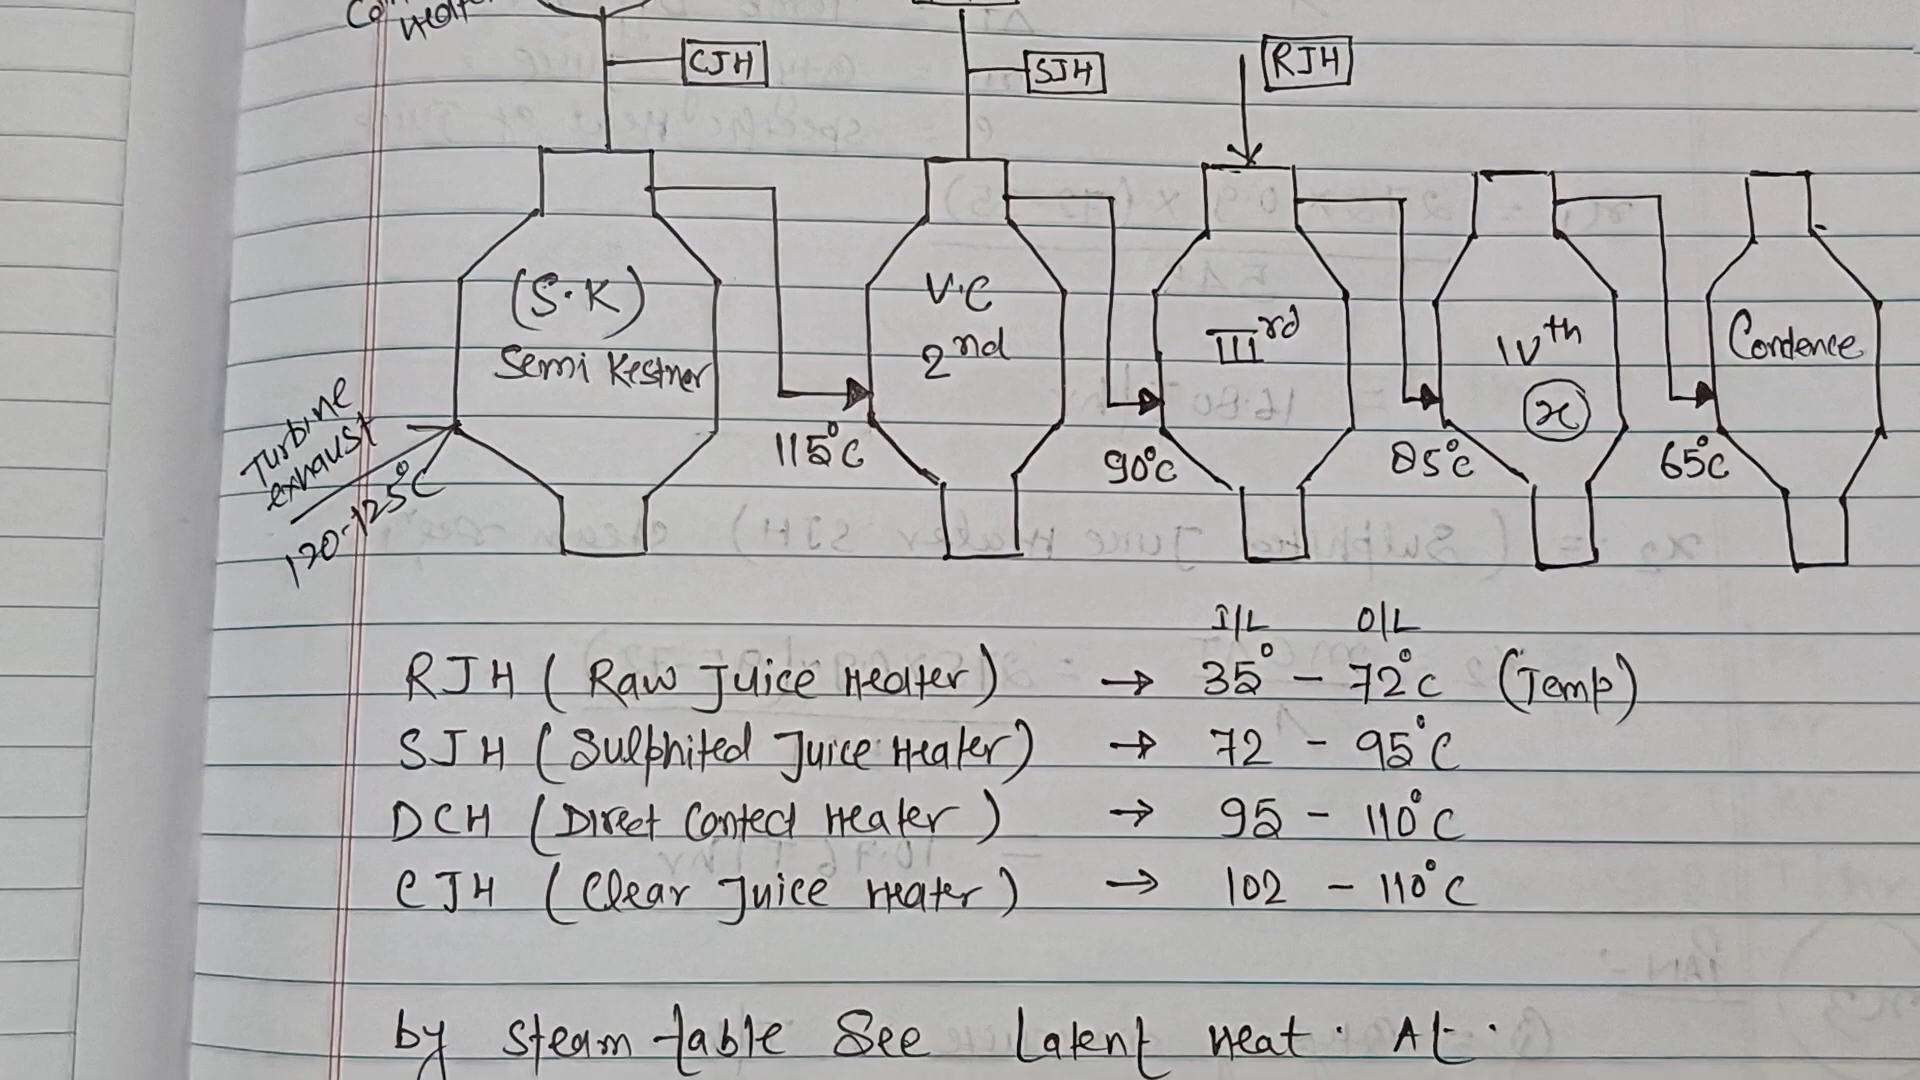 CJH
SJH
RJH
(S.K)
Semi Kestner
V.C
2nd
IIIrd
IVth
x
Condence
Turbine
exhaust
120-125°C
115°C
90°C
85°C
65°C
I/L O/L
RJH (Raw Juice Heater) → 35° - 72°C (Temp)
SJH (Sulphited Juice Heater) → 72 - 95°C
DCH (Direct Contect Heater) → 95 - 110°C
CJH (Clear Juice Heater) → 102 - 110°C
by steam table See Latent Heat. At.